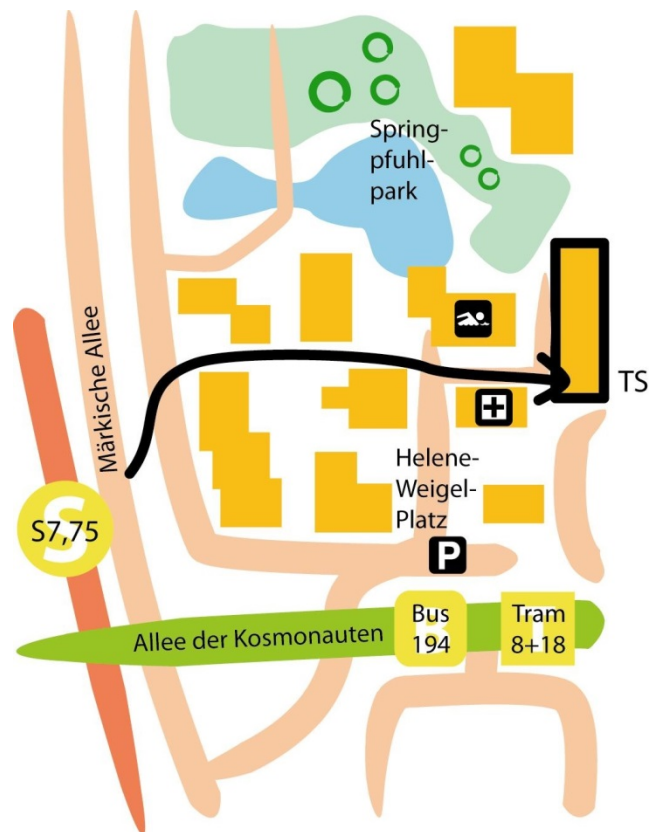 Spring-
pfuhl-
park
Märkische Allee
TS
Helene-
Weigel-
Platz
S
S7,75
P
Allee der Kosmonauten
Bus
194
Tram
8+18